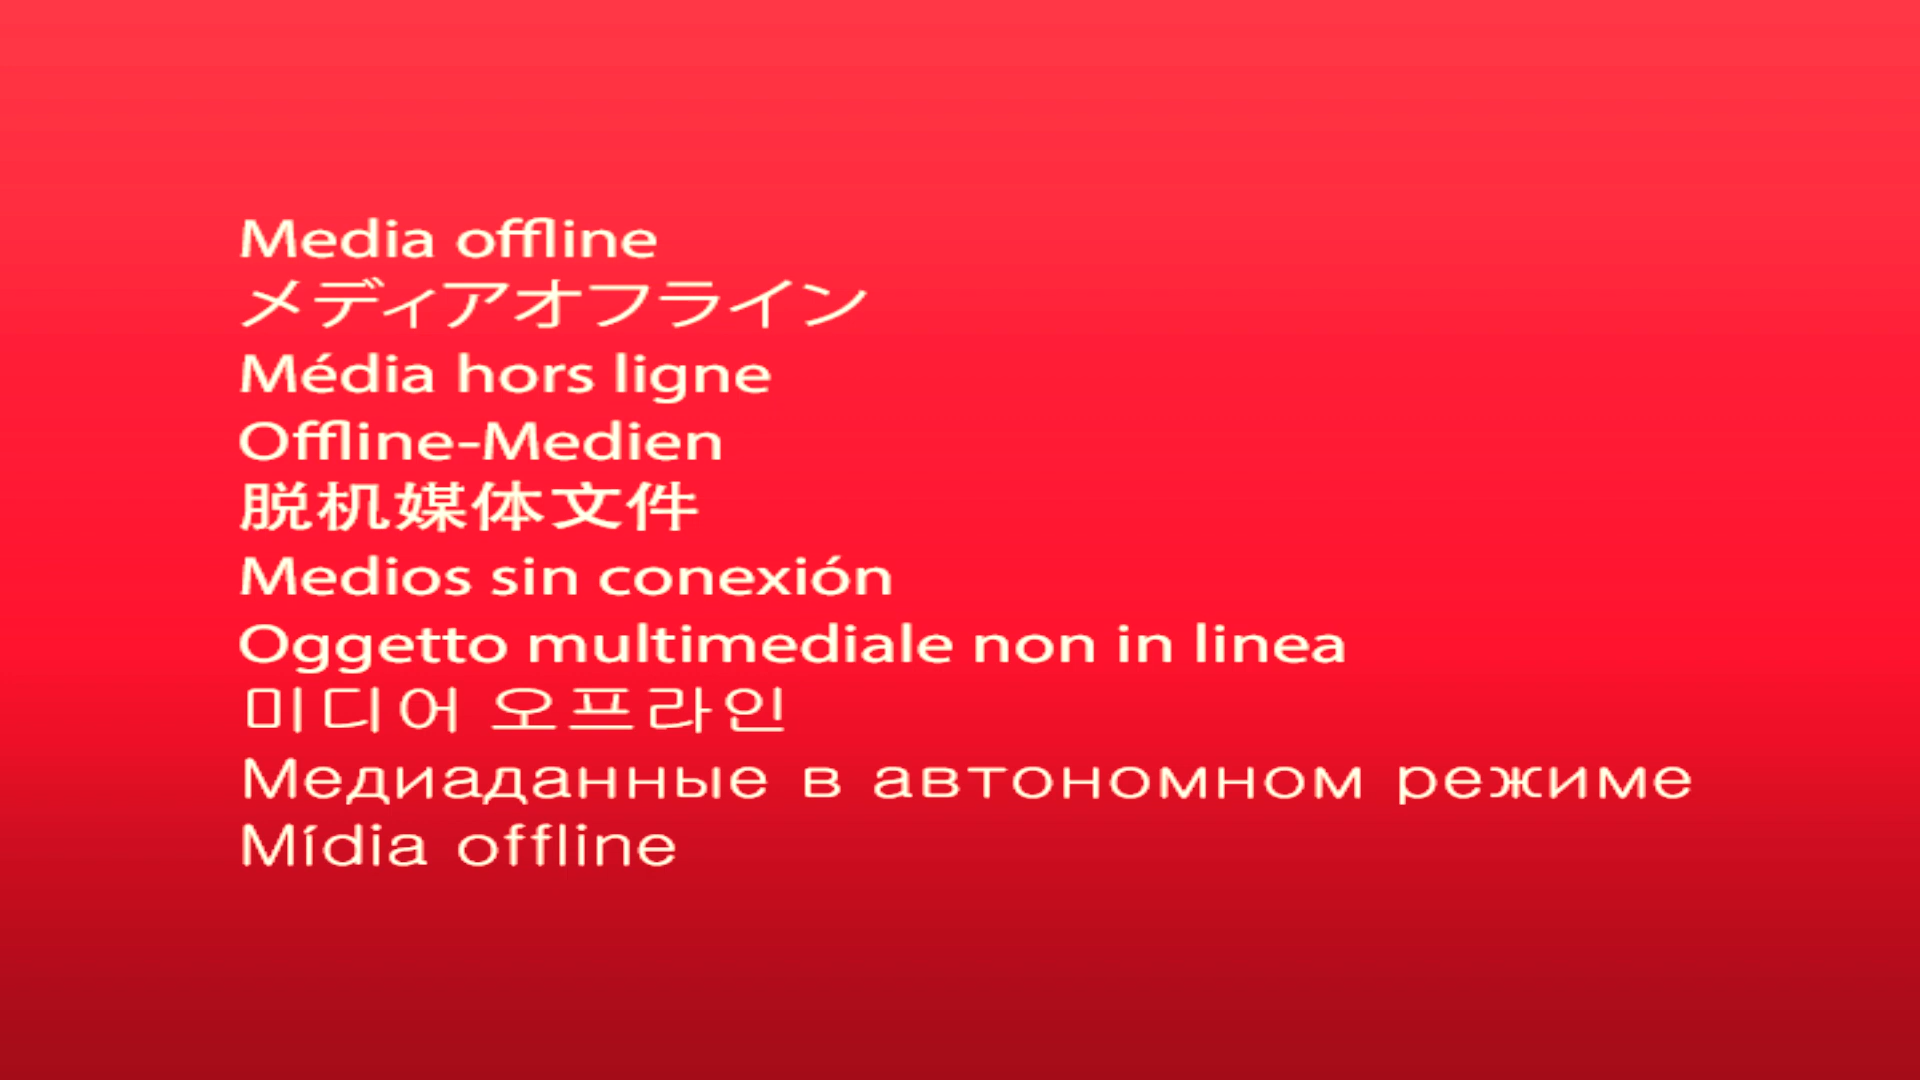 Media offline
メディアオフライン
Média hors ligne
Offline-Medien
脱机媒体文件
Medios sin conexión
Oggetto multimediale non in linea
미디어 오프라인
Медиаданные в автономном режиме
Mídia offline